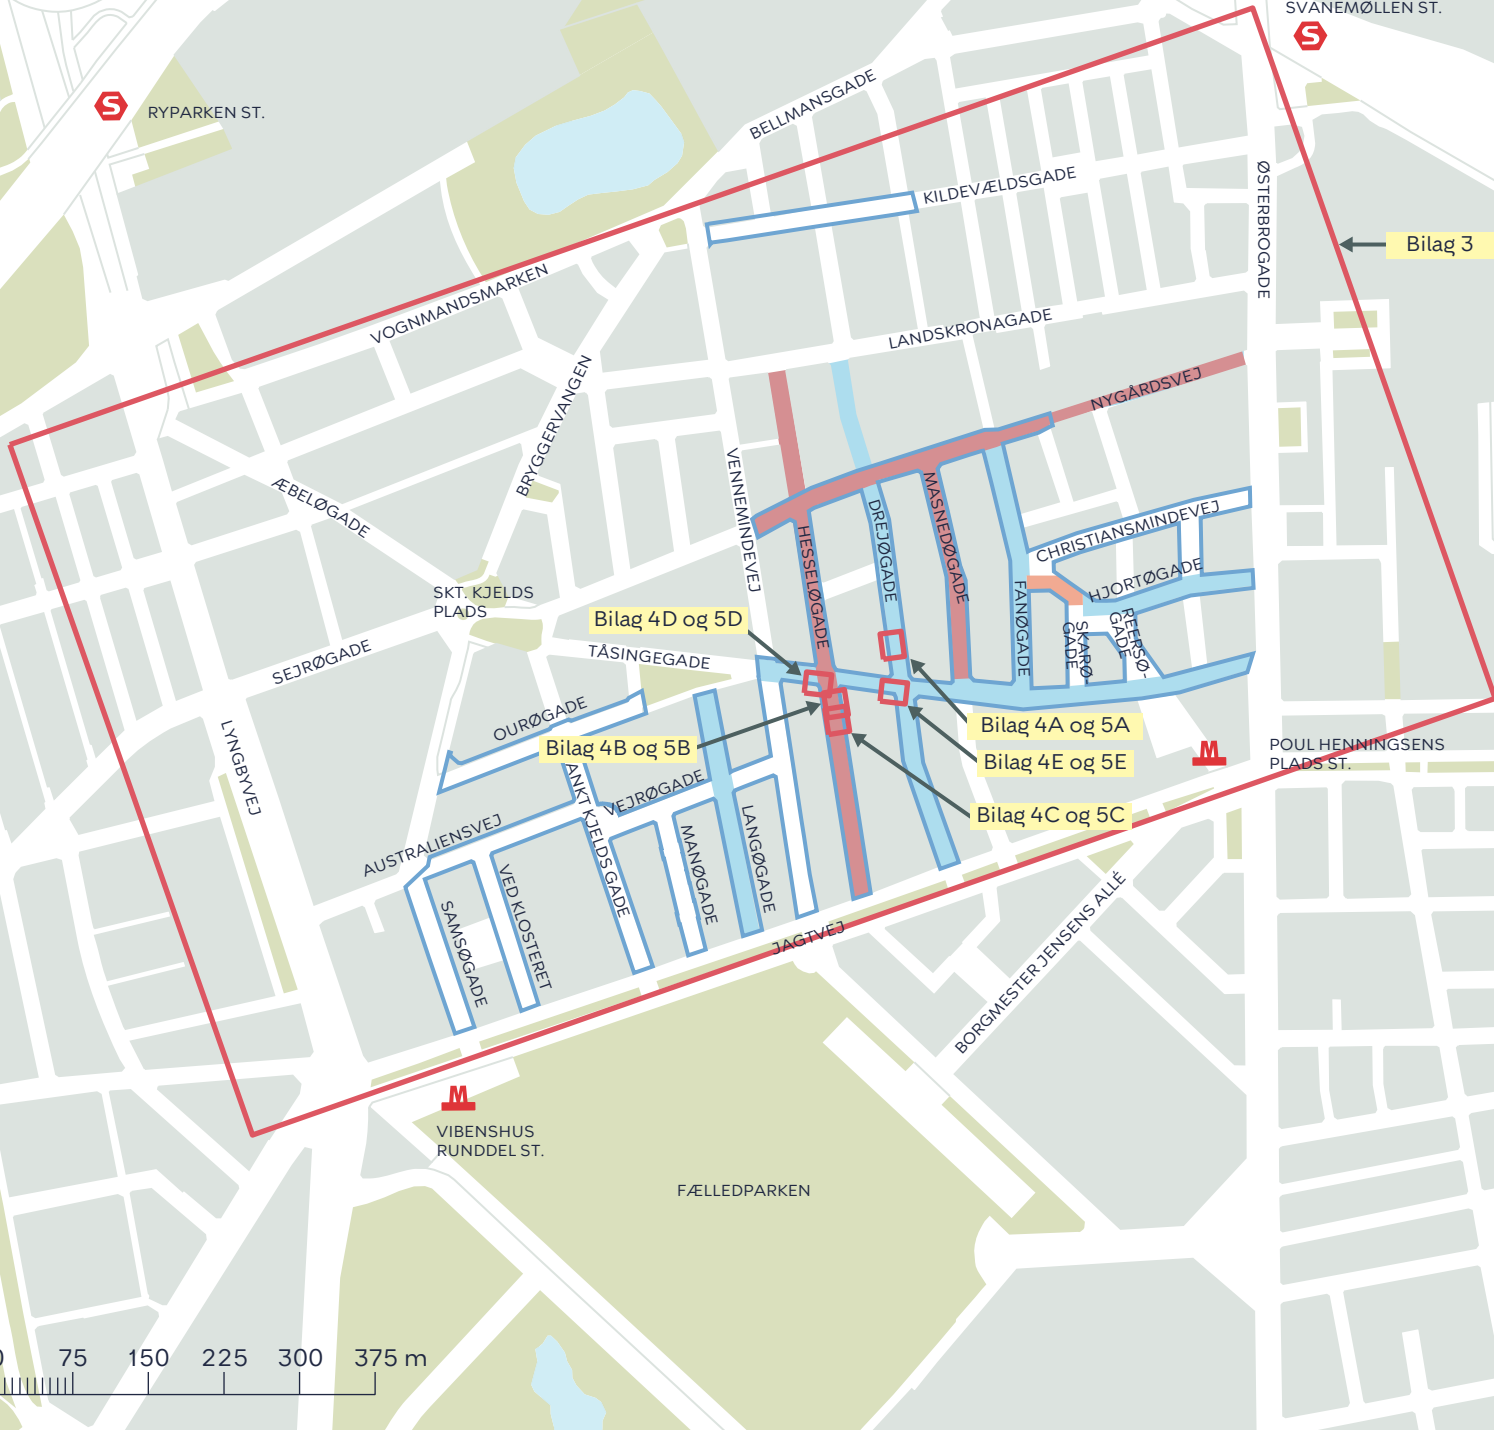 SVANEMØLLEN ST.
S
S
RYPARKEN ST.
BELLMANSGADE
KILDEVÆLDSGADE
ØSTERBROGADE
Bilag 3
VOGNMANDSMARKEN
LANDSKRONAGADE
BRYGGERVANGEN
NYGÅRDSVEJ
ÆBELØGADE
VENNEMINDEVEJ
HESSELØGADE
DREJØGADE
MASNEDØGADE
CHRISTIANSMINDEVEJ
HJORTØGADE
FANØGADE
SKARØ-
GADE
REERSØ-
GADE
SKT. KJELDS
PLADS
Bilag 4D og 5D
TÅSINGEGADE
SEJRØGADE
OURØGADE
Bilag 4B og 5B
Bilag 4A og 5A
Bilag 4E og 5E
Bilag 4C og 5C
M
POUL HENNINGSENS
PLADS ST.
LYNGBYVEJ
VEJRØGADE
ANKT KJELDS GADE
AUSTRALIENSVEJ
MANØGADE
LANGØGADE
VED KLOSTERET
SAMSØGADE
JAGTVEJ
BORGMESTER JENSENS ALLÉ
M
VIBENSHUS
RUNDDEL ST.
FÆLLEDPARKEN
0 75 150 225 300 375 m